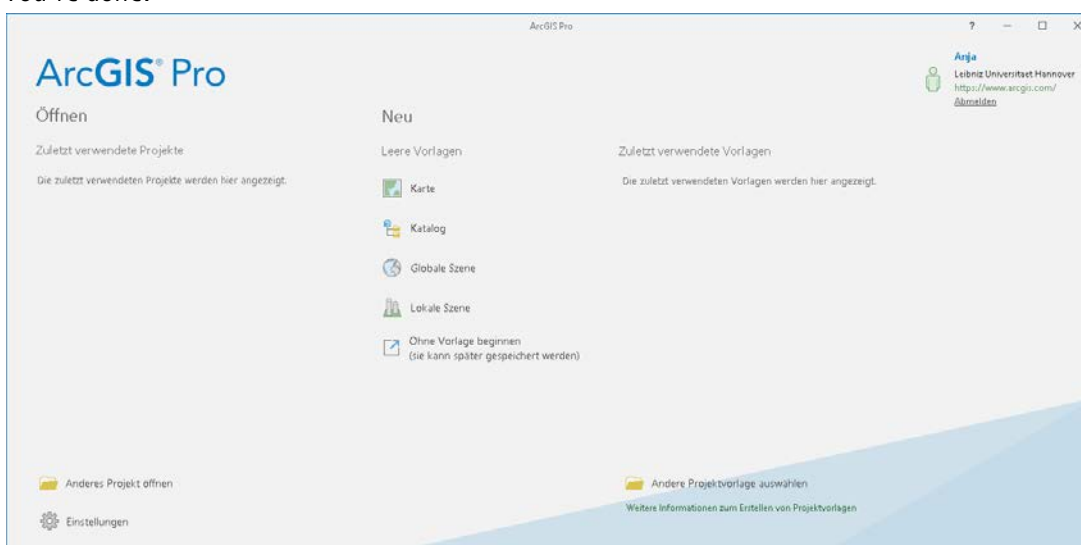 You're done.
ArcGIS Pro
?
ArcGIS® Pro
Anja
Leibniz Universitaet Hannover
https://www.arcgis.com/
Abmelden
Öffnen
Neu
Zuletzt verwendete Projekte
Leere Vorlagen
Zuletzt verwendete Vorlagen
Die zuletzt verwendeten Projekte werden hier angezeigt.
Karte
Die zuletzt verwendeten Vorlagen werden hier angezeigt.
Katalog
Globale Szene
Lokale Szene
Ohne Vorlage beginnen
(sie kann später gespeichert werden)
Anderes Projekt öffnen
Andere Projektvorlage auswählen
Weitere Informationen zum Erstellen von Projektvorlagen
Einstellungen